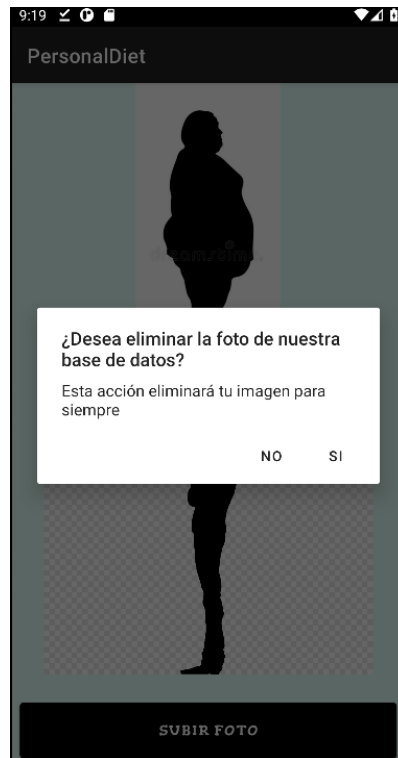 9:19
PersonalDiet
dreamstime
¿Desea eliminar la foto de nuestra
base de datos?
Esta acción eliminará tu imagen para
siempre
NO SI
SUBIR FOTO